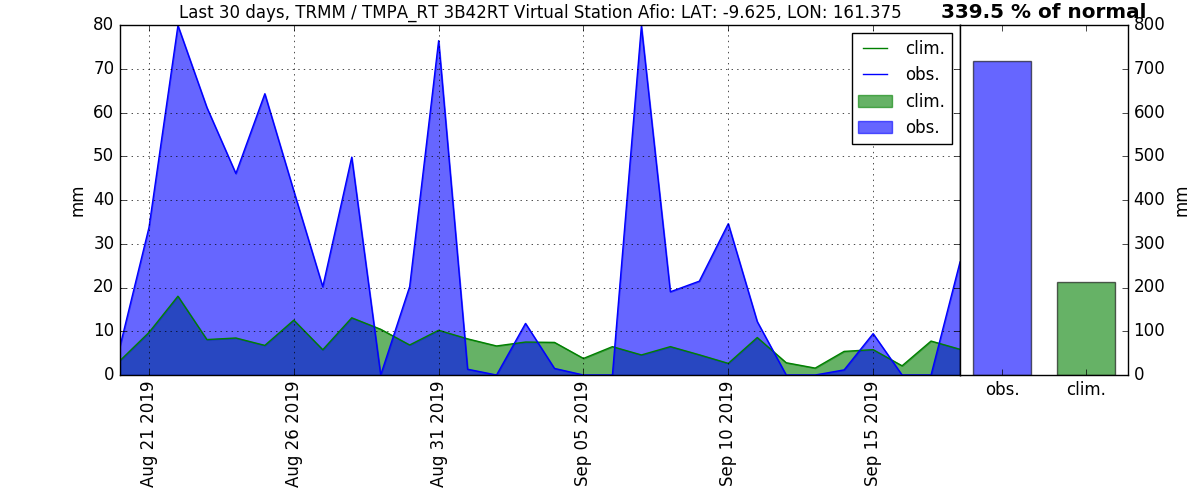 Last 30 days, TRMM / TMPA_RT 3B42RT Virtual Station Afio: LAT: -9.625, LON: 161.375
339.5 % of normal
80
70
60
50
40
30
20
10
0
mm
clim.
obs.
clim.
obs.
800
700
600
500
400
300
200
100
0
mm
Aug 21 2019
Aug 26 2019
Aug 31 2019
Sep 05 2019
Sep 10 2019
Sep 15 2019
obs.
clim.